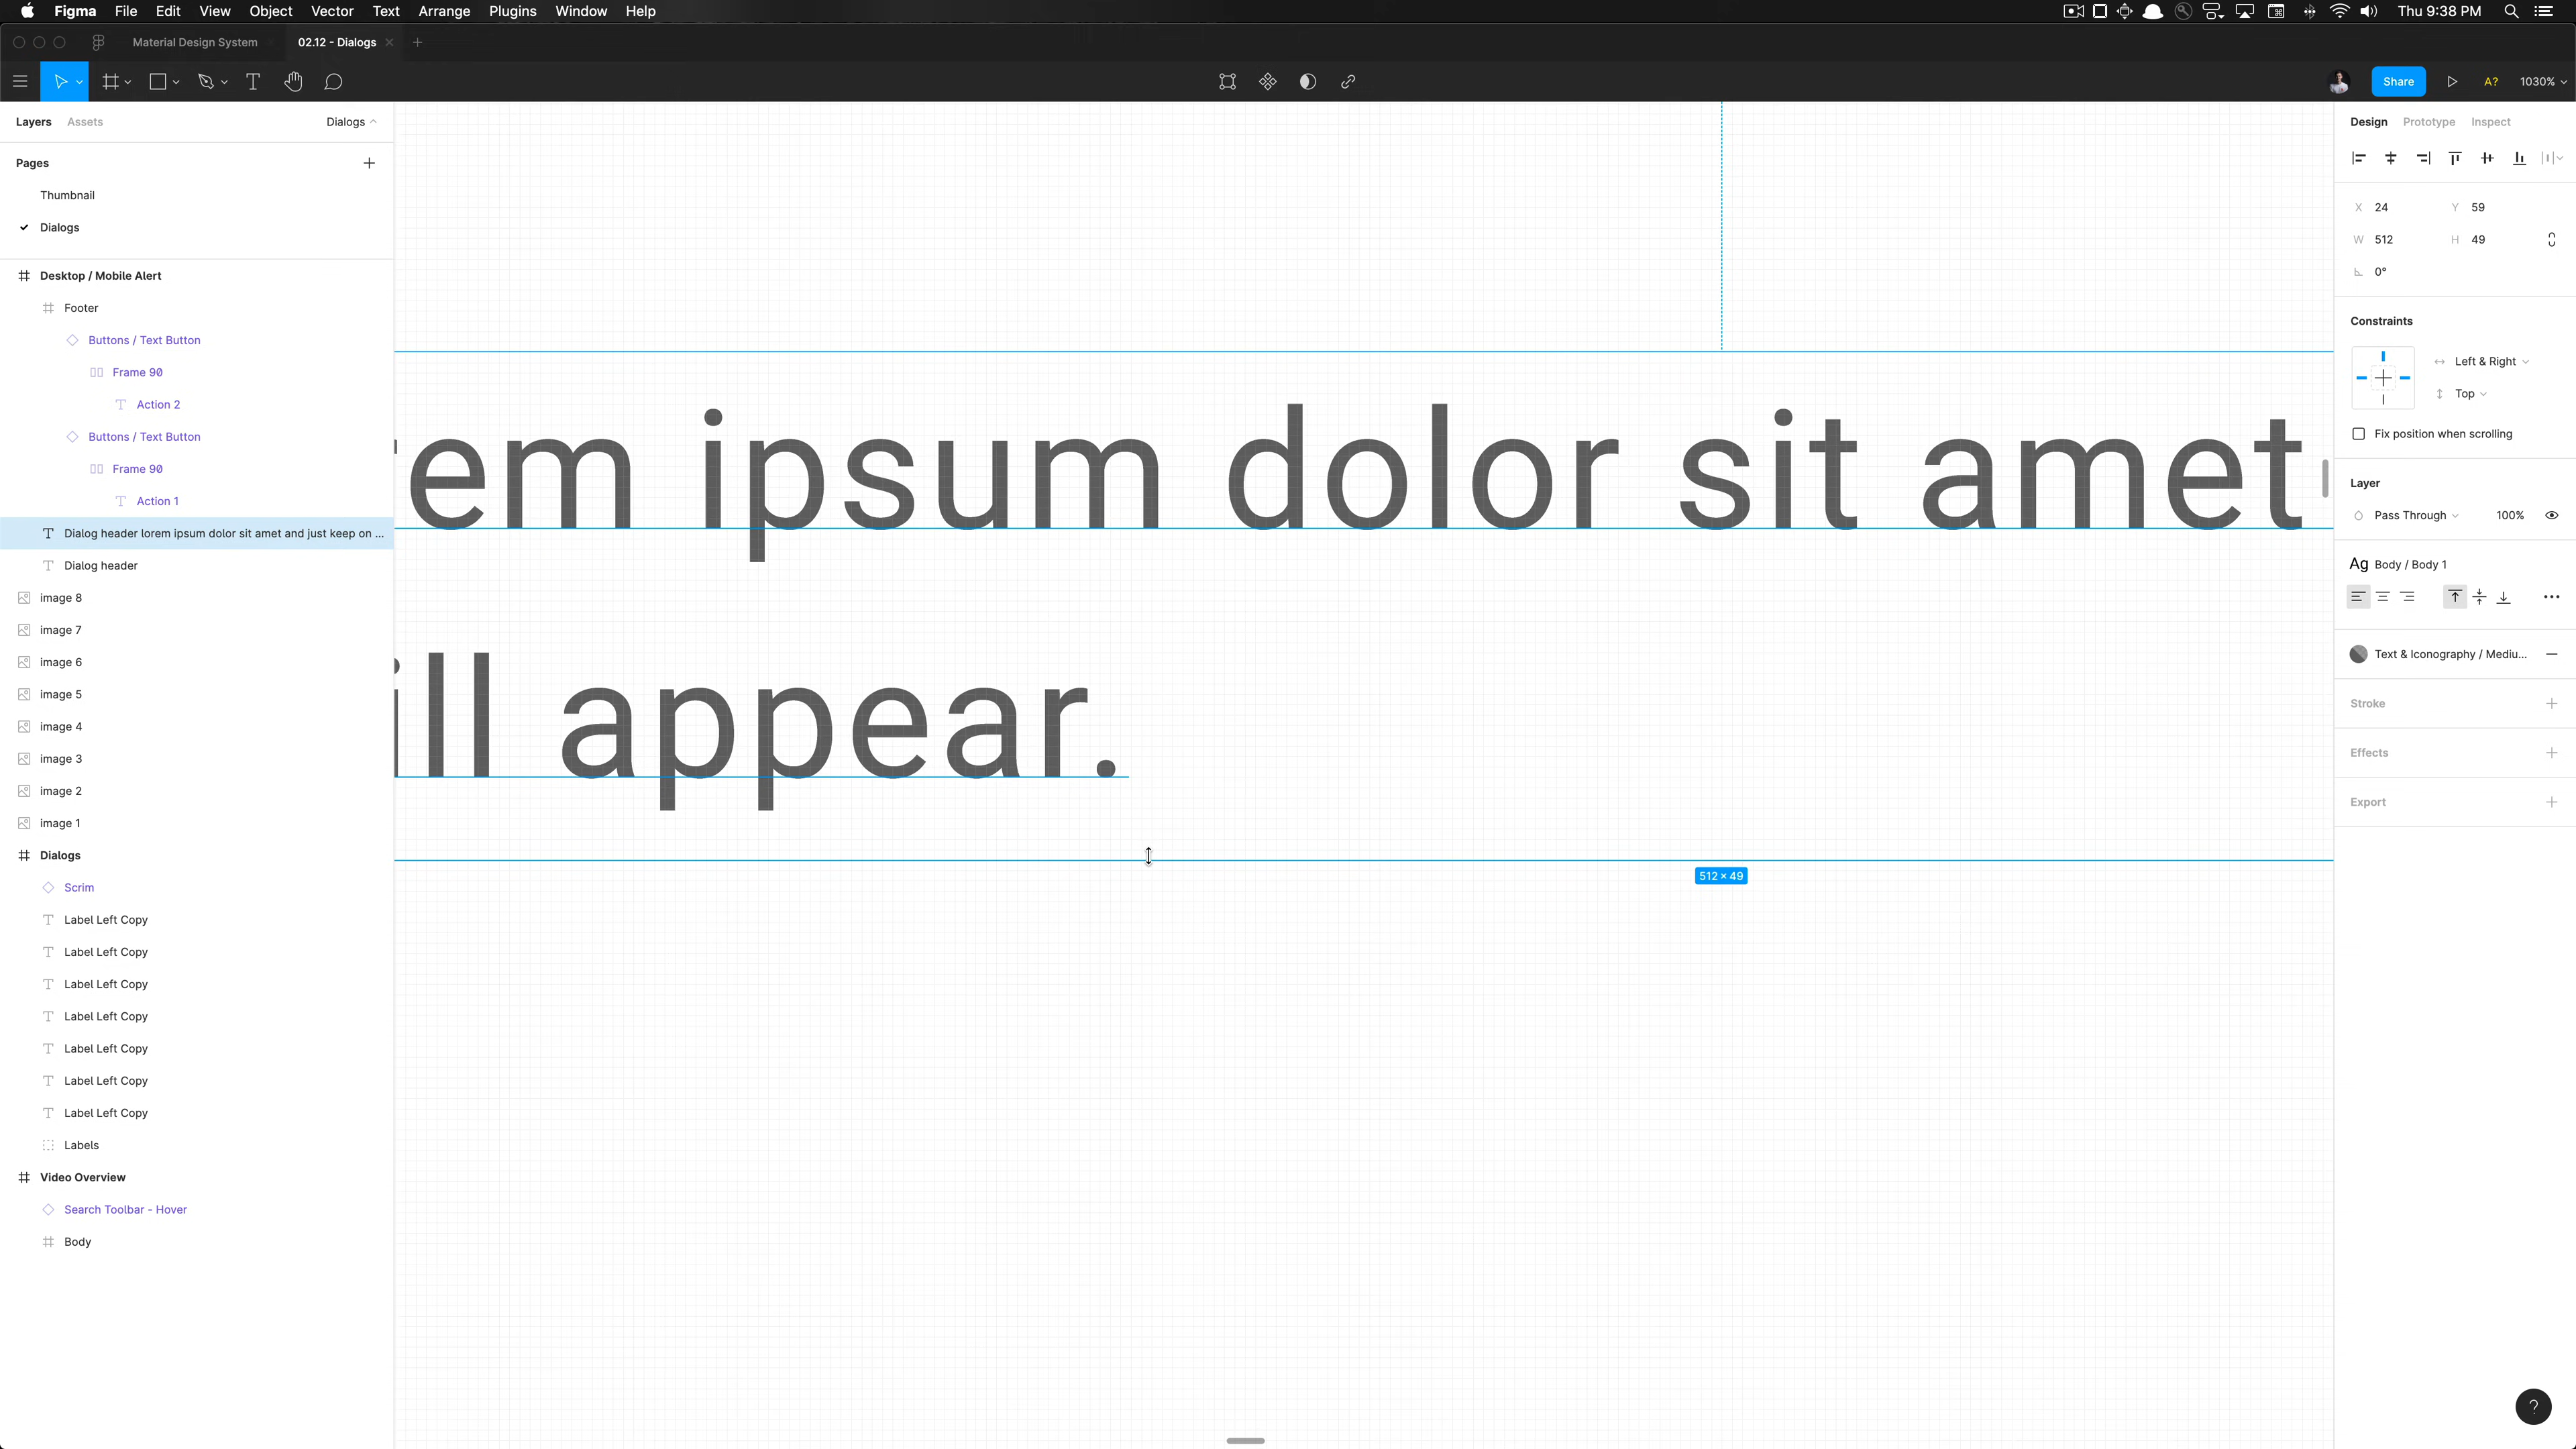 Figma File Edit View Object Vector Text Arrange Plugins Window Help
Thu 9:38 PM
Material Design System
02.12 - Dialogs
Share
A?
1030%
Layers Assets
Dialogs
Pages
Thumbnail
Dialogs
Desktop / Mobile Alert
Footer
Buttons / Text Button
Frame 90
Action 2
Buttons / Text Button
Frame 90
Action 1
Dialog header lorem ipsum dolor sit amet and just keep on ...
Dialog header
image 8
image 7
image 6
image 5
image 4
image 3
image 2
image 1
Dialogs
Scrim
Label Left Copy
Label Left Copy
Label Left Copy
Label Left Copy
Label Left Copy
Label Left Copy
Label Left Copy
Labels
Video Overview
Search Toolbar - Hover
Body
rem ipsum dolor sit amet
ill appear.
512 × 49
Design Prototype Inspect
X 24 Y 59
W 512 H 49
0°
Constraints
Left & Right
Top
Fix position when scrolling
Layer
Pass Through 100%
Ag Body / Body 1
Text & Iconography / Mediu...
Stroke
Effects
Export
?